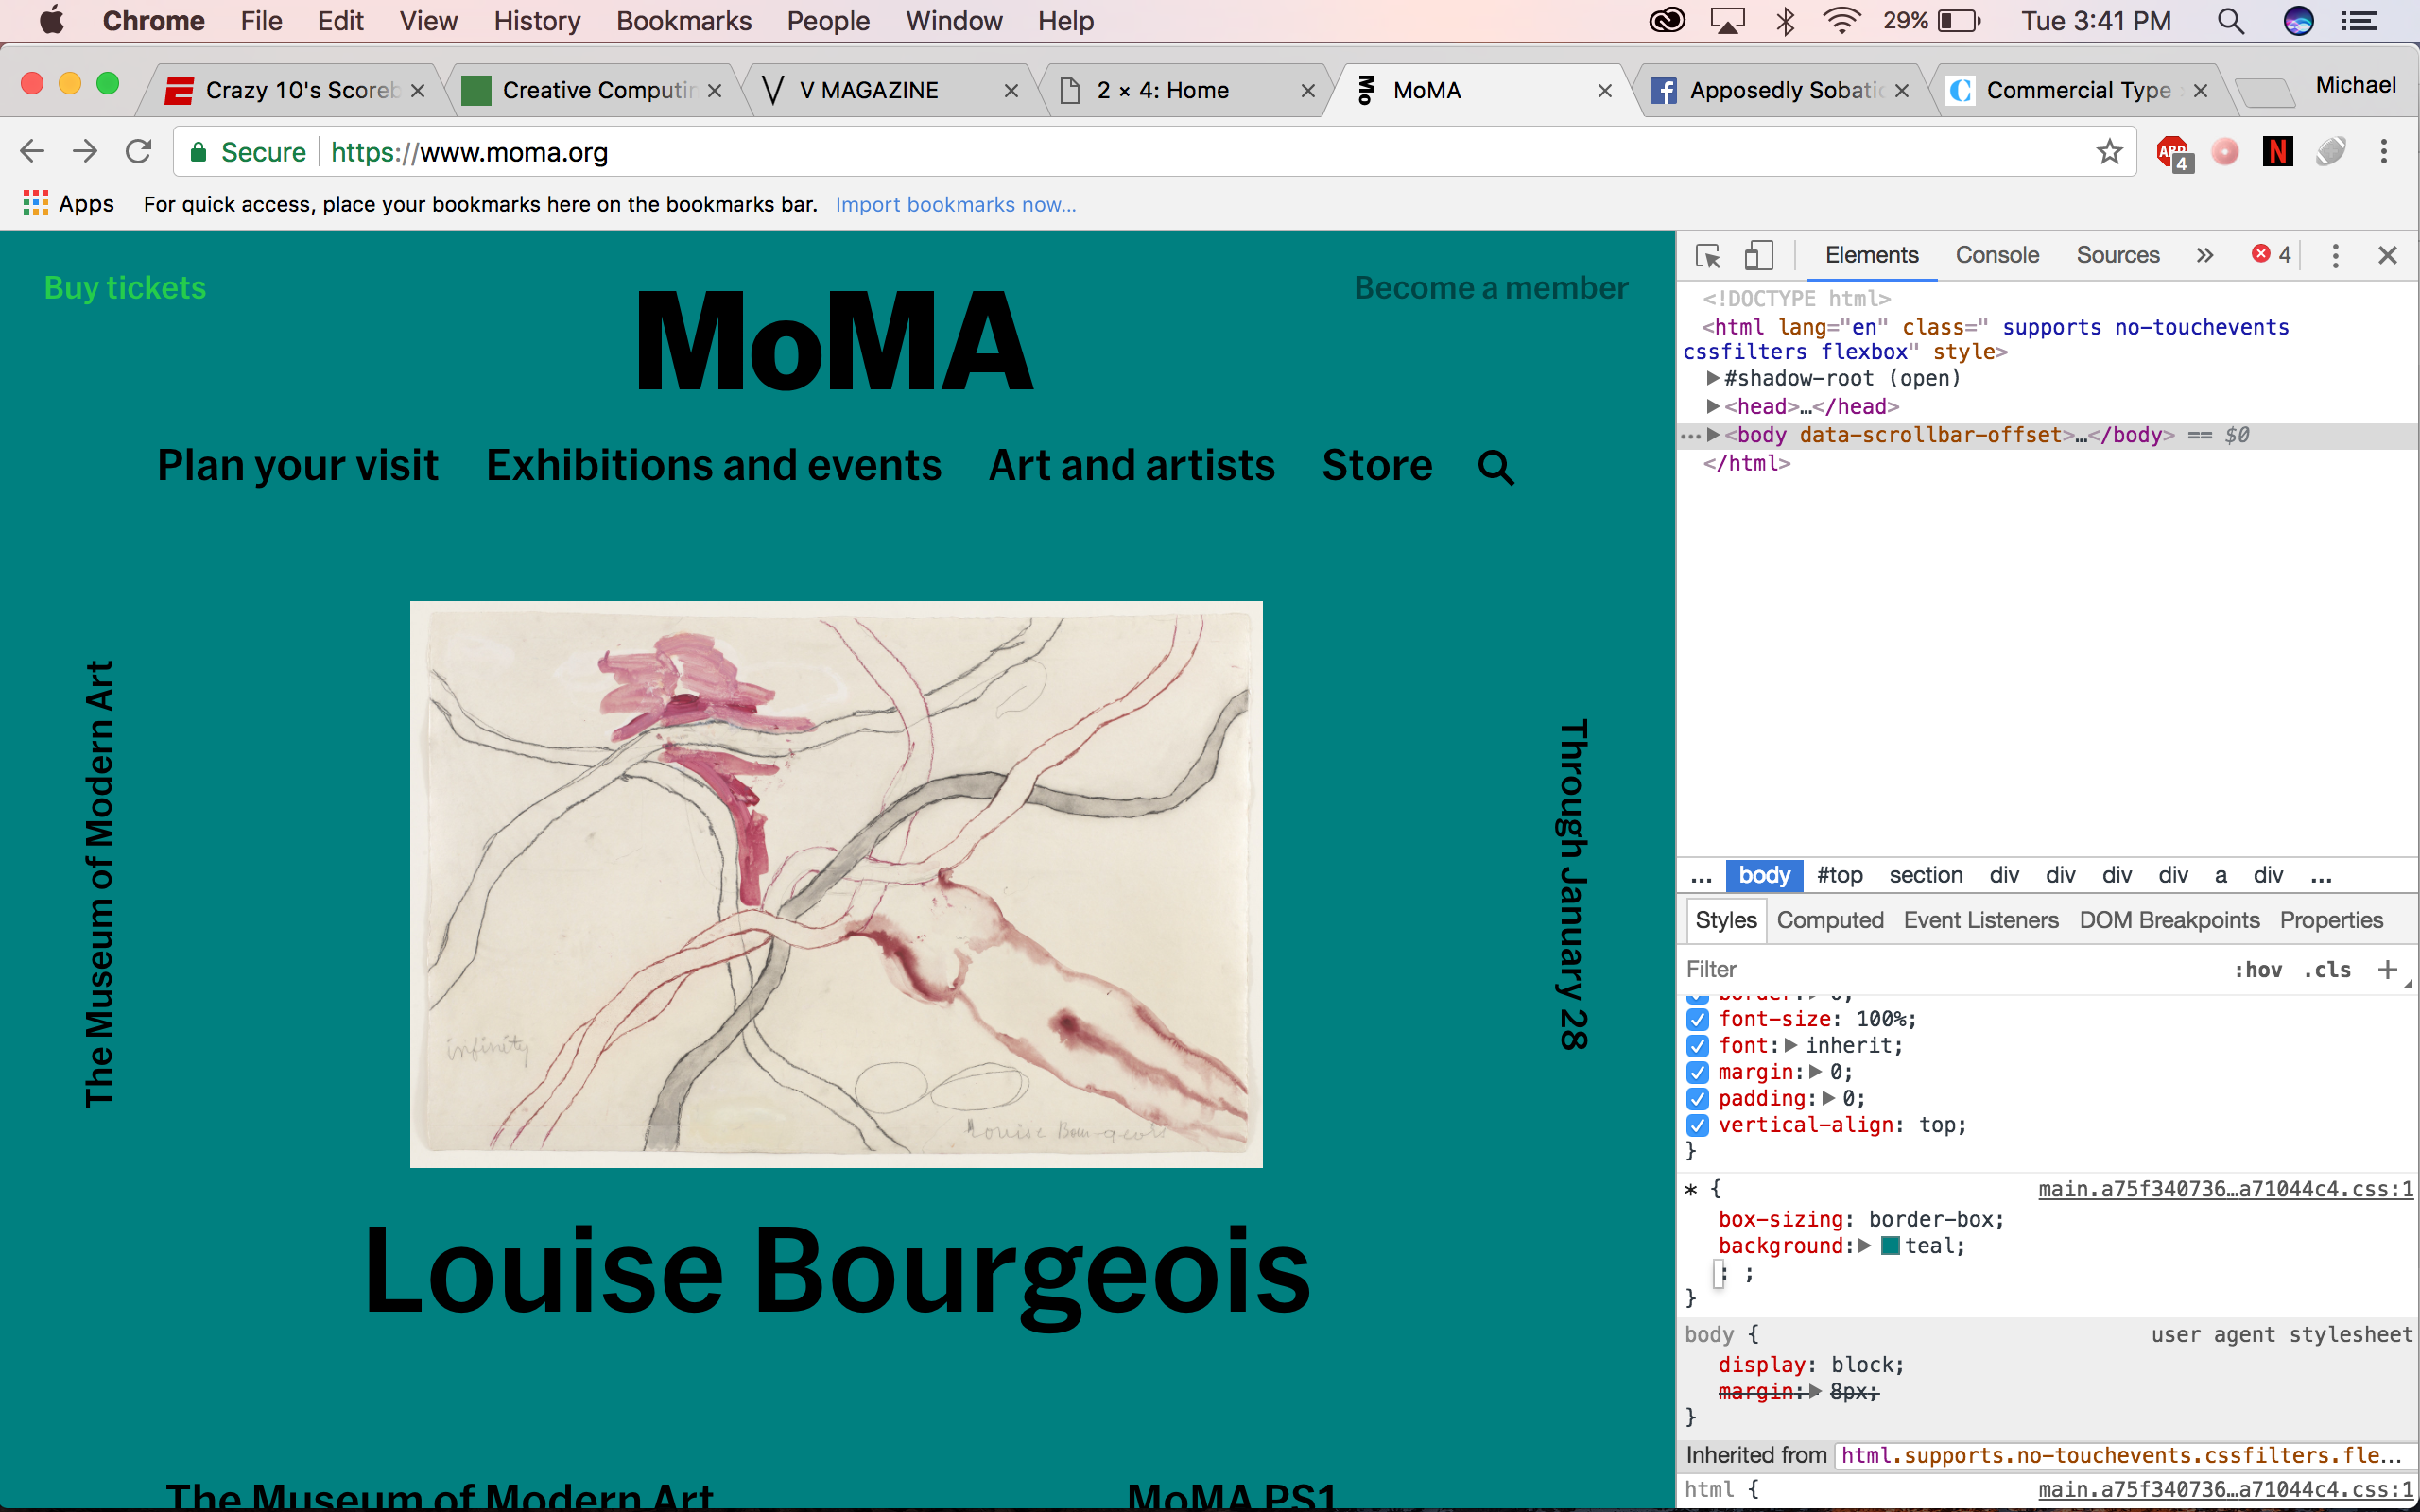 Chrome File Edit View History Bookmarks People Window Help 29% Tue 3:41 PM
Crazy 10's Scoreb Creative Computin V MAGAZINE 2 × 4: Home Mo MoMA Apposedly Sobatic Commercial Type Michael
Secure https://www.moma.org ABP 4 N
Apps For quick access, place your bookmarks here on the bookmarks bar. Import bookmarks now...
Buy tickets
MoMA
Become a member
Plan your visit Exhibitions and events Art and artists Store
The Museum of Modern Art
infinity
Louise Bourgeois
Through January 28
Louise Bourgeois
The Museum of Modern Art MoMA PS1
Elements Console Sources » 4
<!DOCTYPE html>
<html lang="en" class=" supports no-touchevents
cssfilters flexbox" style>
▶#shadow-root (open)
▶<head>…</head>
…▶<body data-scrollbar-offset>…</body> == $0
</html>
... body #top section div div div div a div ...
Styles Computed Event Listeners DOM Breakpoints Properties
Filter :hov .cls +
border:▶ 0;
font-size: 100%;
font:▶ inherit;
margin:▶ 0;
padding:▶ 0;
vertical-align: top;
}
* { main.a75f340736…a71044c4.css:1
box-sizing: border-box;
background:▶ teal;
: ;
}
body { user agent stylesheet
display: block;
margin:▶ 8px;
}
Inherited from html.supports.no-touchevents.cssfilters.fle…
html { main.a75f340736…a71044c4.css:1